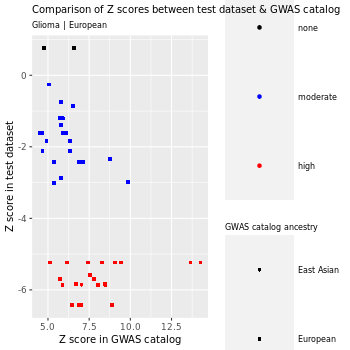 Comparison of Z scores between test dataset & GWAS catalog
Glioma | European
Z score in test dataset
0
-2
-4
-6
5.0
7.5
10.0
12.5
Z score in GWAS catalog
none
moderate
high
GWAS catalog ancestry
East Asian
European